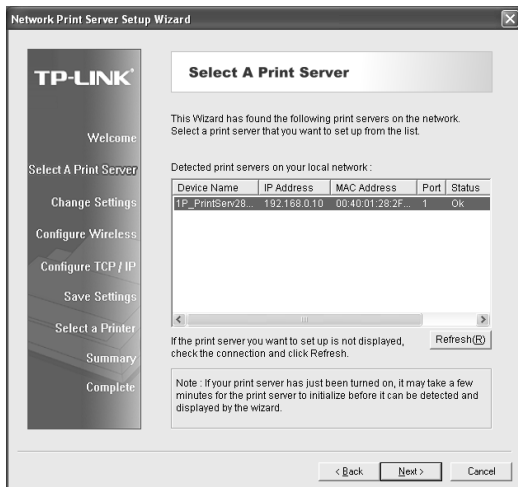 Network Print Server Setup Wizard
TP-LINK
Welcome
Select A Print Server
Change Settings
Configure Wireless
Configure TCP / IP
Save Settings
Select a Printer
Summary
Complete
Select A Print Server
This Wizard has found the following print servers on the network.
Select a print server that you want to set up from the list.
Detected print servers on your local network :
Device Name IP Address MAC Address Port Status
1P_PrintServ28... 192.168.0.10 00:40:01:28:2F... 1 Ok
If the print server you want to set up is not displayed,
check the connection and click Refresh.
Refresh(R)
Note : If your print server has just been turned on, it may take a few
minutes for the print server to initialize before it can be detected and
displayed by the wizard.
< Back Next > Cancel